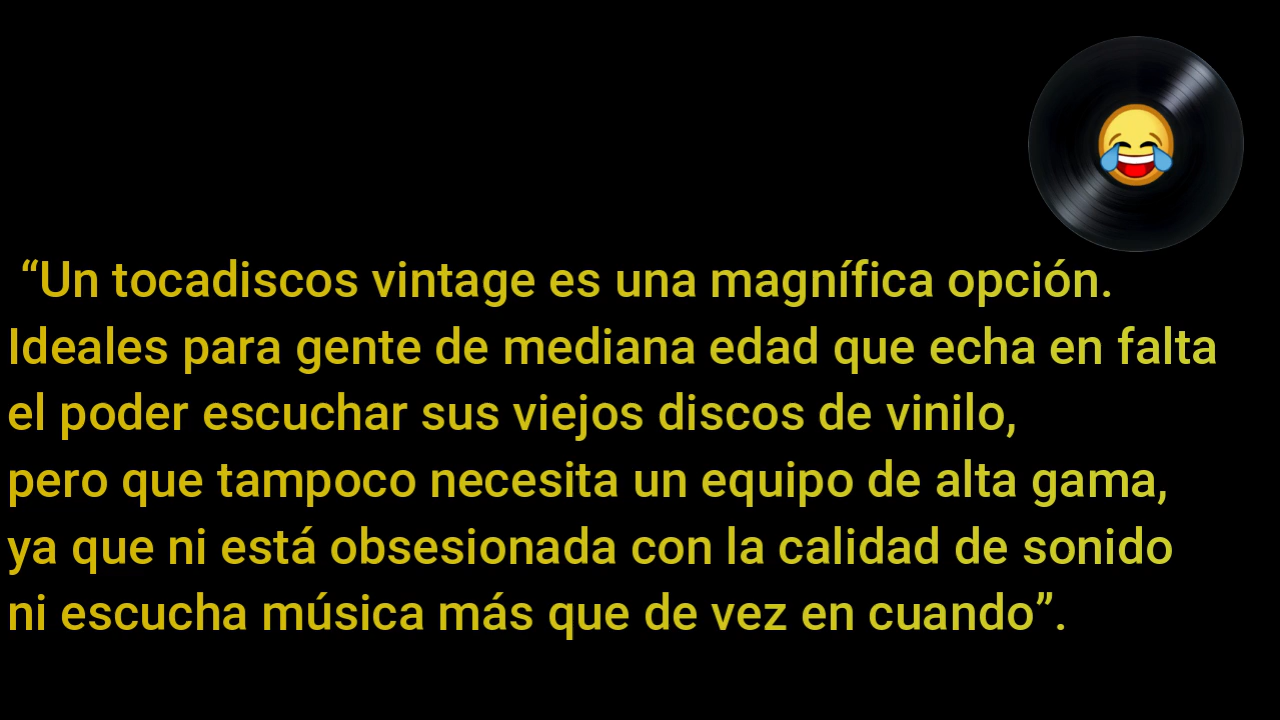 “Un tocadiscos vintage es una magnífica opción.
Ideales para gente de mediana edad que echa en falta
el poder escuchar sus viejos discos de vinilo,
pero que tampoco necesita un equipo de alta gama,
ya que ni está obsesionada con la calidad de sonido
ni escucha música más que de vez en cuando”.